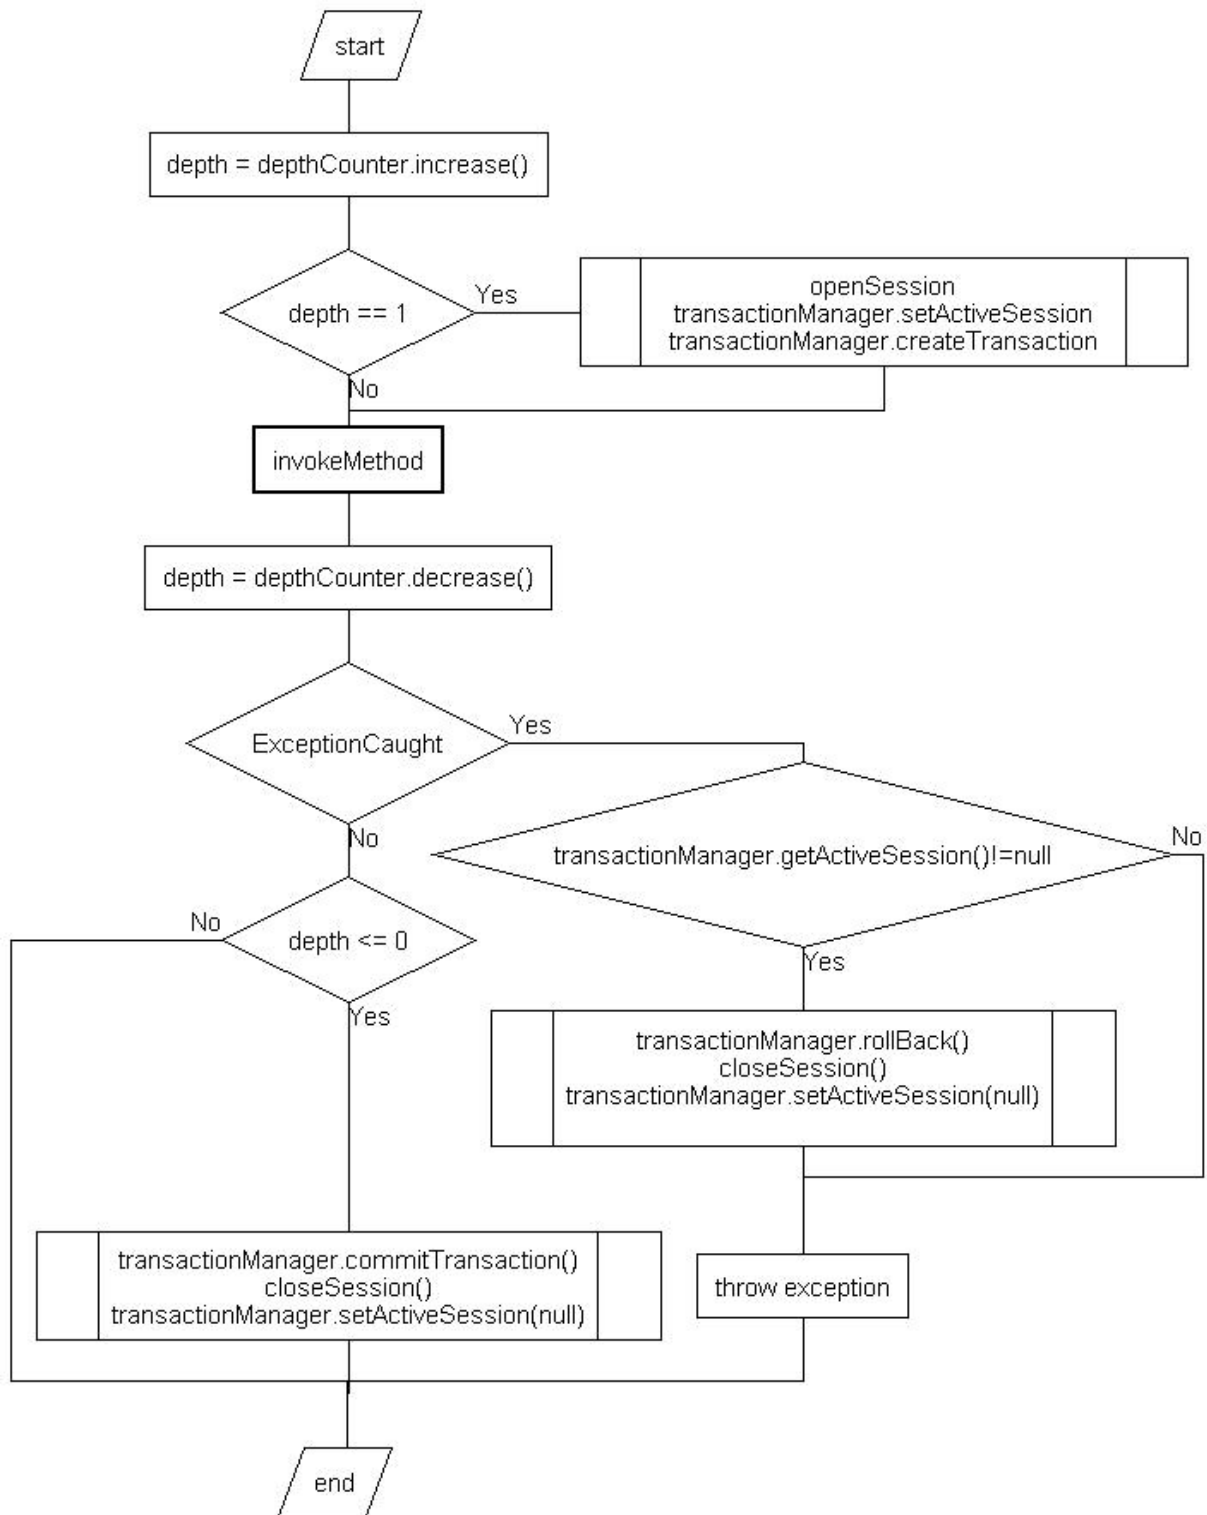 start
depth = depthCounter.increase()
depth == 1
Yes
openSession
transactionManager.setActiveSession
transactionManager.createTransaction
No
invokeMethod
depth = depthCounter.decrease()
ExceptionCaught
Yes
No
transactionManager.getActiveSession()!=null
No
Yes
depth <= 0
No
Yes
transactionManager.rollBack()
closeSession()
transactionManager.setActiveSession(null)
transactionManager.commitTransaction()
closeSession()
transactionManager.setActiveSession(null)
throw exception
end